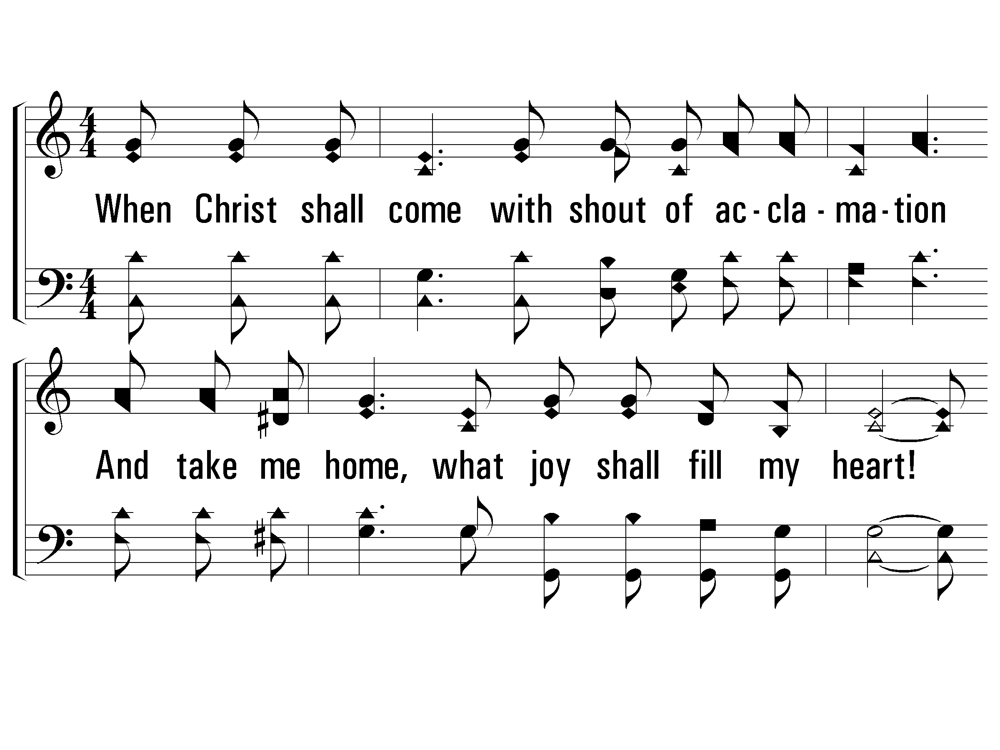 When Christ shall come with shout of ac - cla - ma - tion
And take me home, what joy shall fill my heart!